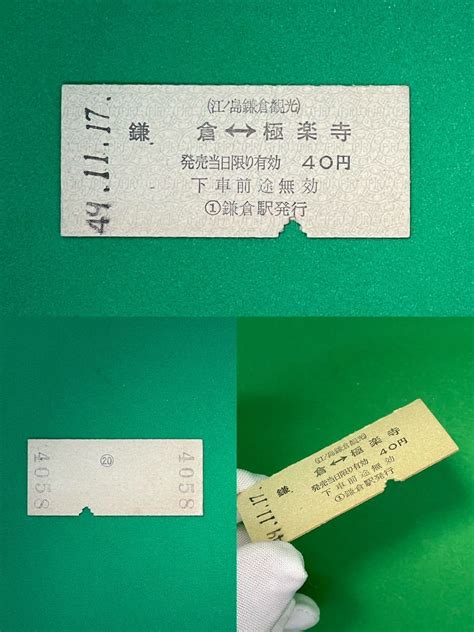 49.11.17.
(江ノ島鎌倉観光)
鎌 倉 ↔ 極楽寺
発売当日限り有効 40円
下車前途無効
①鎌倉駅発行
4058
⑳
4058
(江ノ島鎌倉観光)
鎌 倉 ↔ 極楽寺
発売当日限り有効 40円
下車前途無効
①鎌倉駅発行
49.11.17